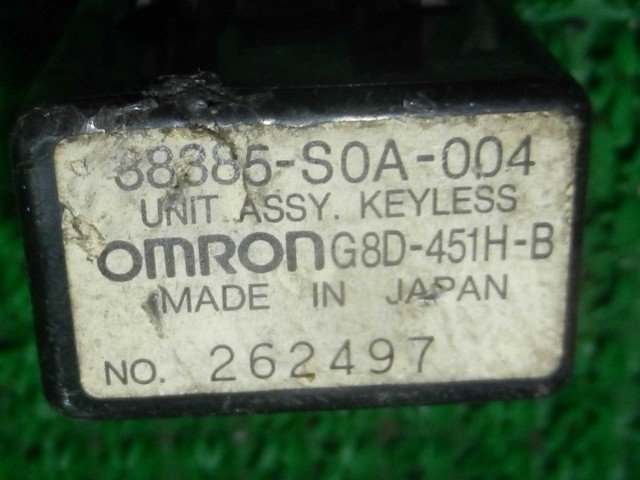 38385-S0A-004
UNIT ASSY. KEYLESS
OMRON G8D-451H-B
MADE IN JAPAN
NO. 262497